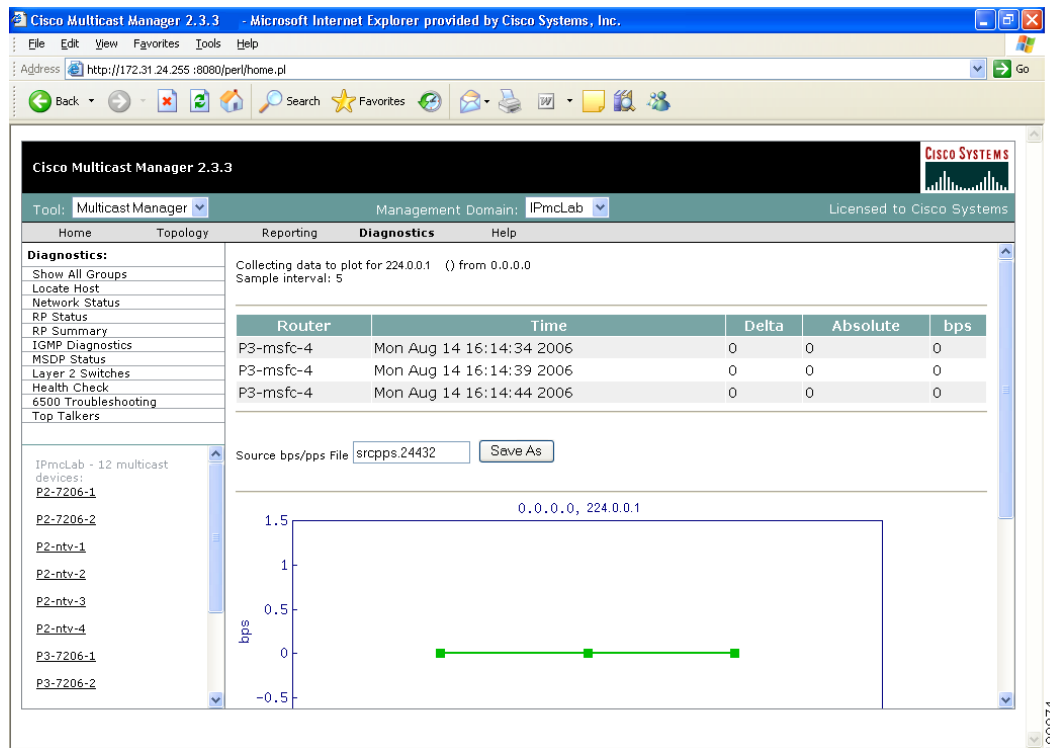 Cisco Multicast Manager 2.3.3 - Microsoft Internet Explorer provided by Cisco Systems, Inc.
File Edit View Favorites Tools Help
Address http://172.31.24.255 :8080/perl/home.pl Go
Back Search Favorites
Cisco Multicast Manager 2.3.3
CISCO SYSTEMS
Tool: Multicast Manager Management Domain: IPmcLab Licensed to Cisco Systems
Home Topology Reporting Diagnostics Help
Diagnostics:
Show All Groups
Locate Host
Network Status
RP Status
RP Summary
IGMP Diagnostics
MSDP Status
Layer 2 Switches
Health Check
6500 Troubleshooting
Top Talkers
IPmcLab - 12 multicast
devices:
P2-7206-1
P2-7206-2
P2-ntv-1
P2-ntv-2
P2-ntv-3
P2-ntv-4
P3-7206-1
P3-7206-2
Collecting data to plot for 224.0.0.1 () from 0.0.0.0
Sample interval: 5
Router Time Delta Absolute bps
P3-msfc-4 Mon Aug 14 16:14:34 2006 0 0 0
P3-msfc-4 Mon Aug 14 16:14:39 2006 0 0 0
P3-msfc-4 Mon Aug 14 16:14:44 2006 0 0 0
Source bps/pps File srcpps.24432 Save As
0.0.0.0, 224.0.0.1
1.5
1
0.5
0
-0.5
bps